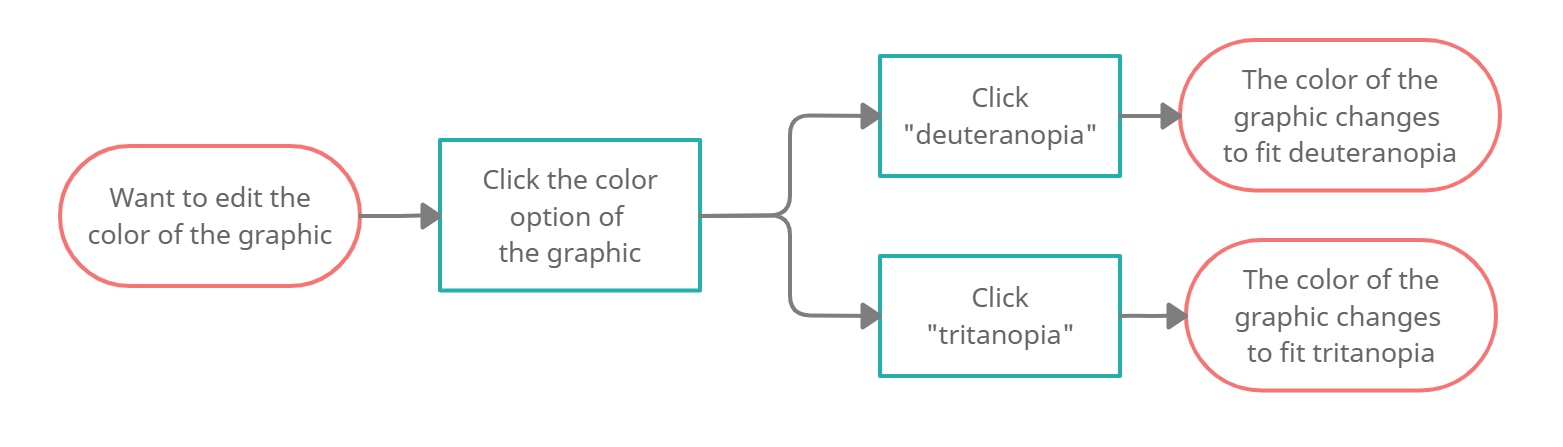 Want to edit the
color of the graphic
Click the color
option of
the graphic
Click
"deuteranopia"
The color of the
graphic changes
to fit deuteranopia
Click
"tritanopia"
The color of the
graphic changes
to fit tritanopia